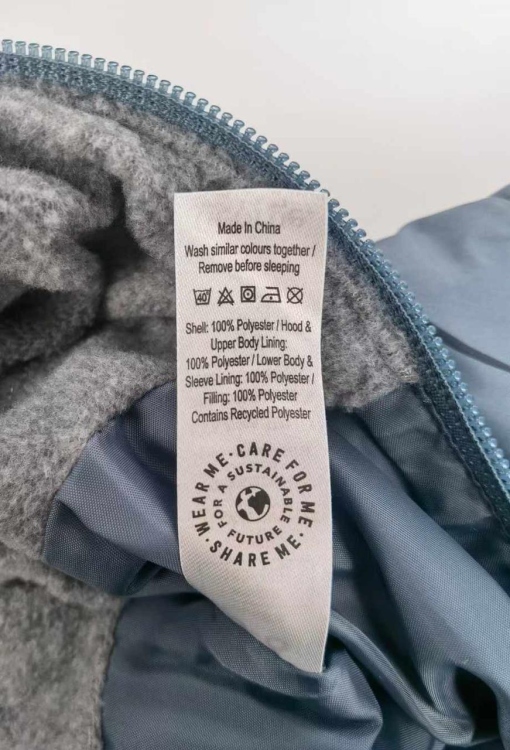 Made In China
Wash similar colours together /
Remove before sleeping
40
Shell: 100% Polyester / Hood &
Upper Body Lining:
100% Polyester / Lower Body &
Sleeve Lining: 100% Polyester /
Filling: 100% Polyester
Contains Recycled Polyester
WEAR ME · CARE FOR ME · SHARE ME ·
FOR A SUSTAINABLE FUTURE